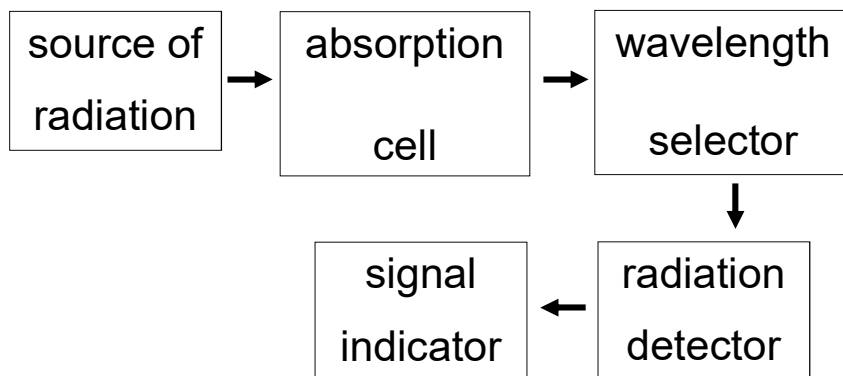 source of
radiation
absorption
cell
wavelength
selector
radiation
detector
signal
indicator